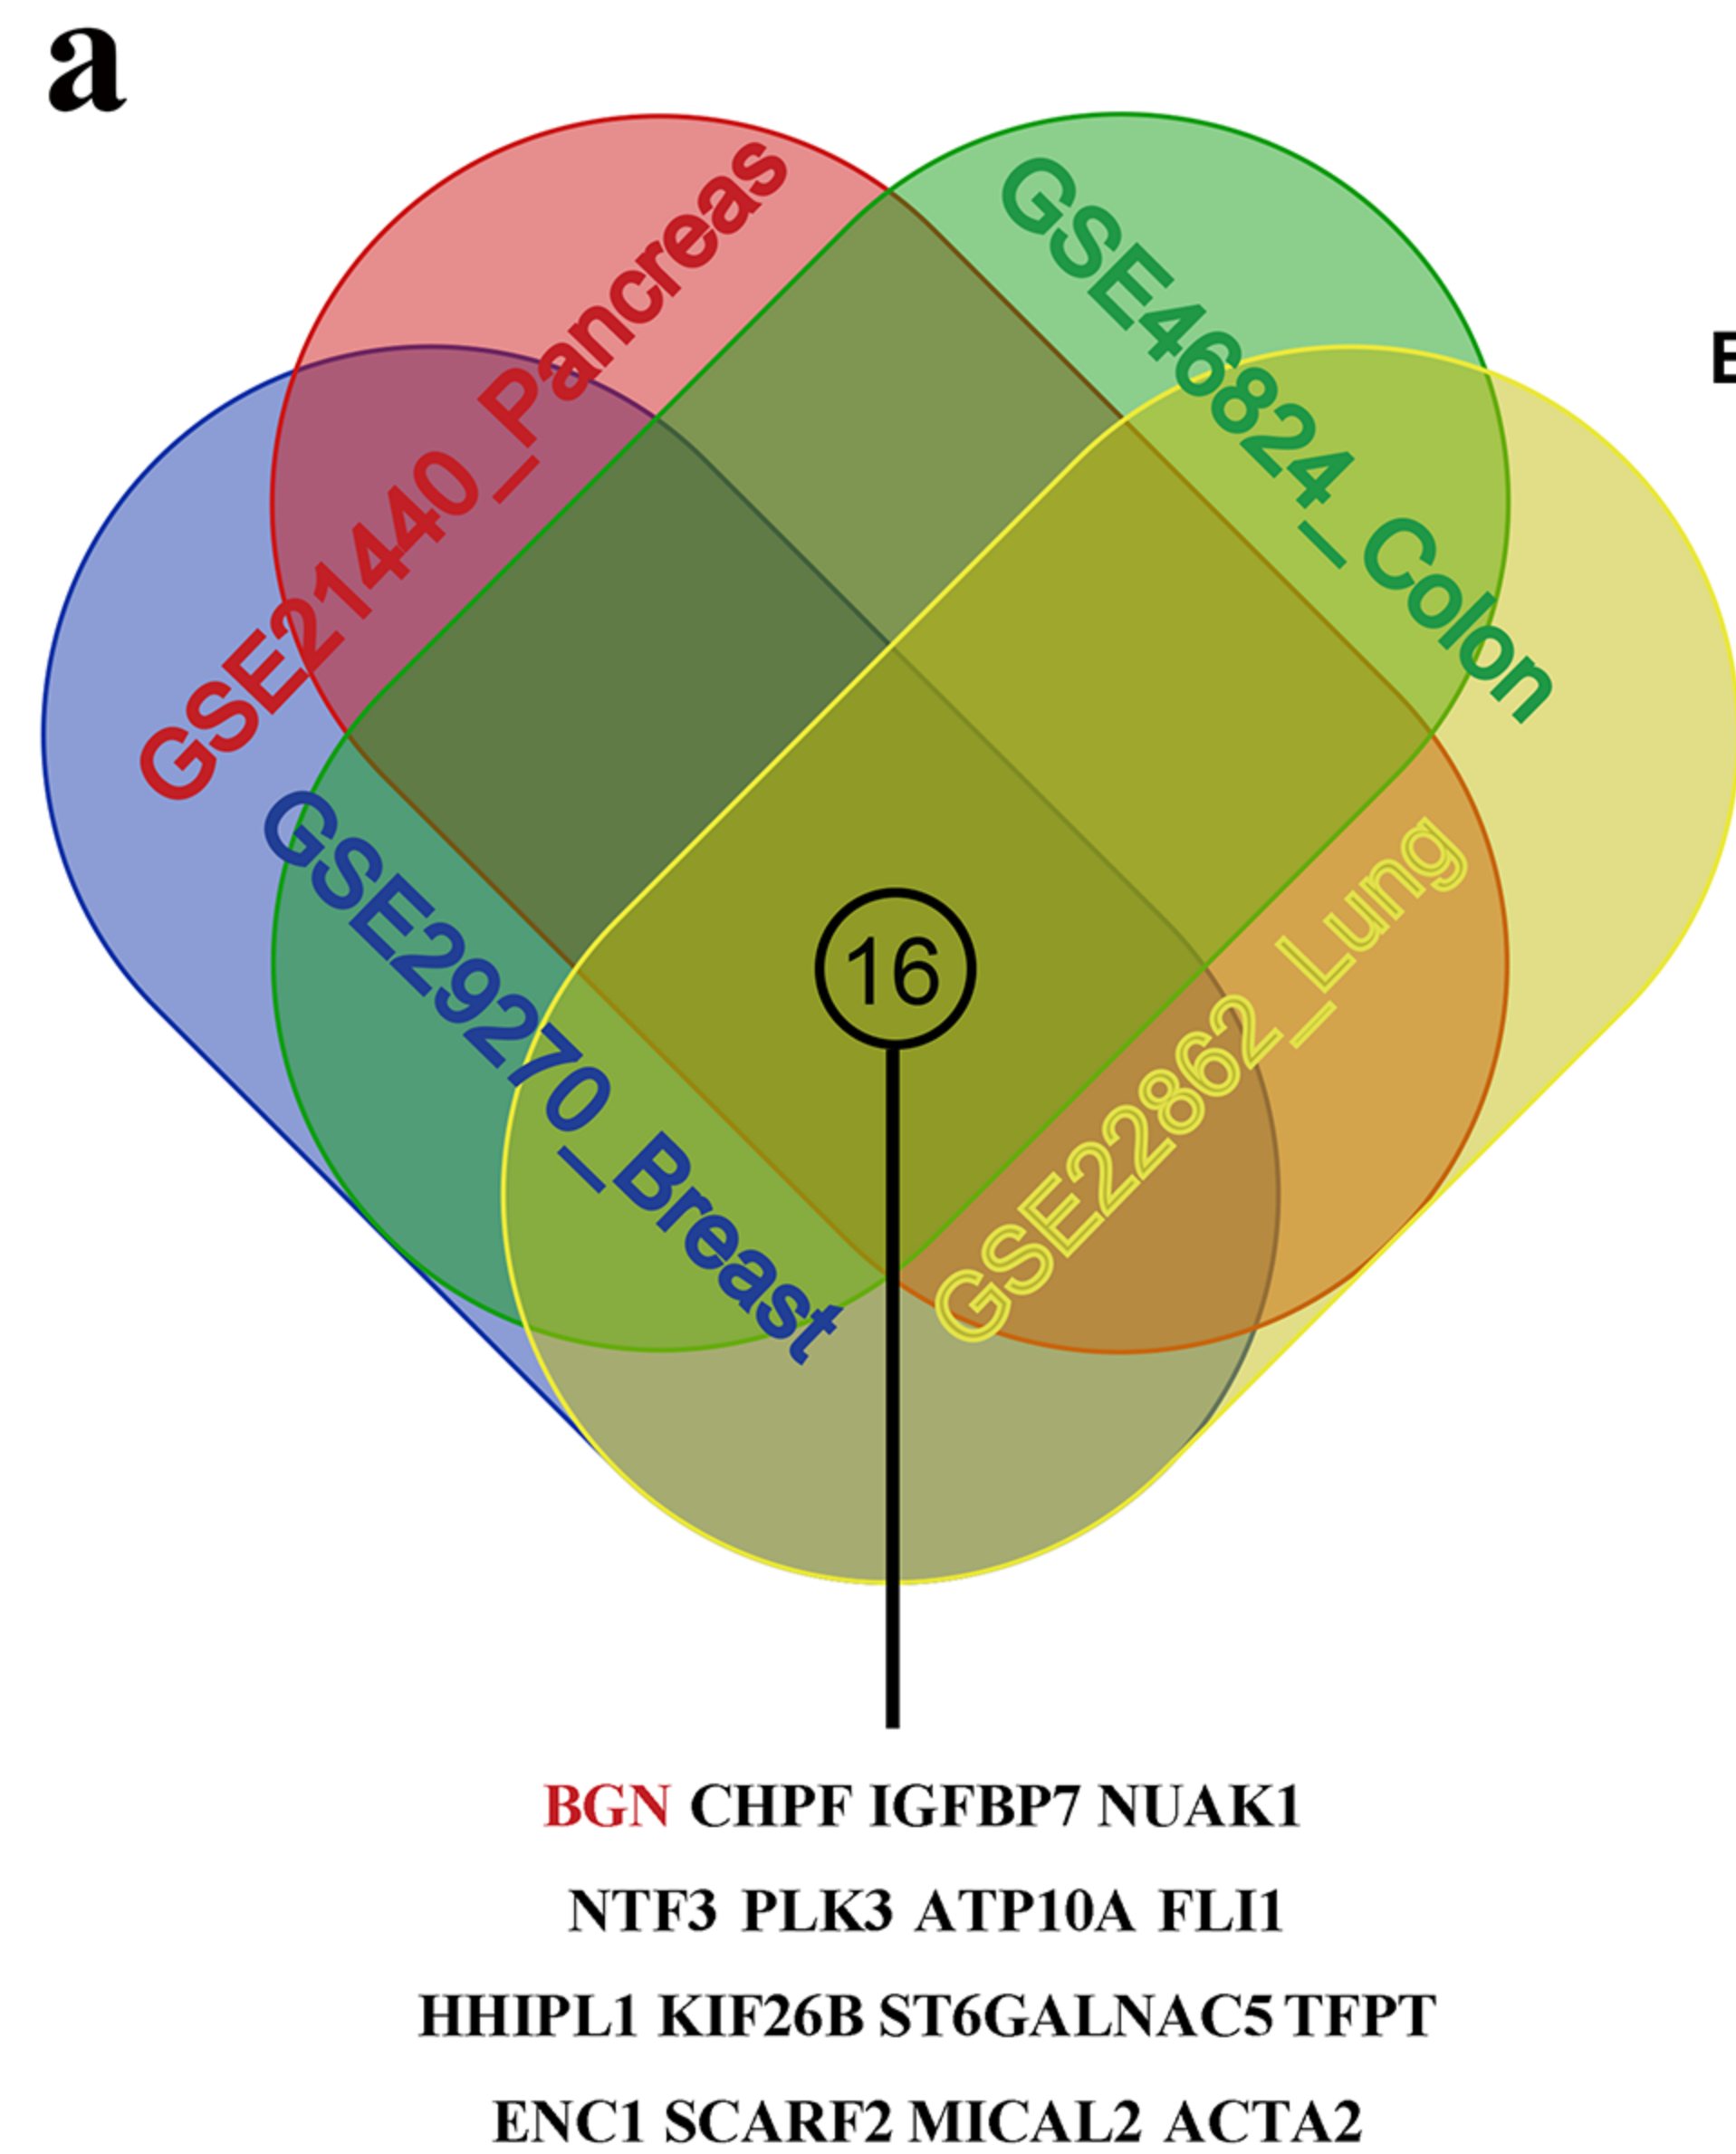 a
GSE21440_Pancreas
GSE46824_Colon
GSE29270_Breast
GSE22862_Lung
16
BGN CHPF IGFBP7 NUAK1
NTF3 PLK3 ATP10A FLI1
HHIPL1 KIF26B ST6GALNAC5 TFPT
ENC1 SCARF2 MICAL2 ACTA2